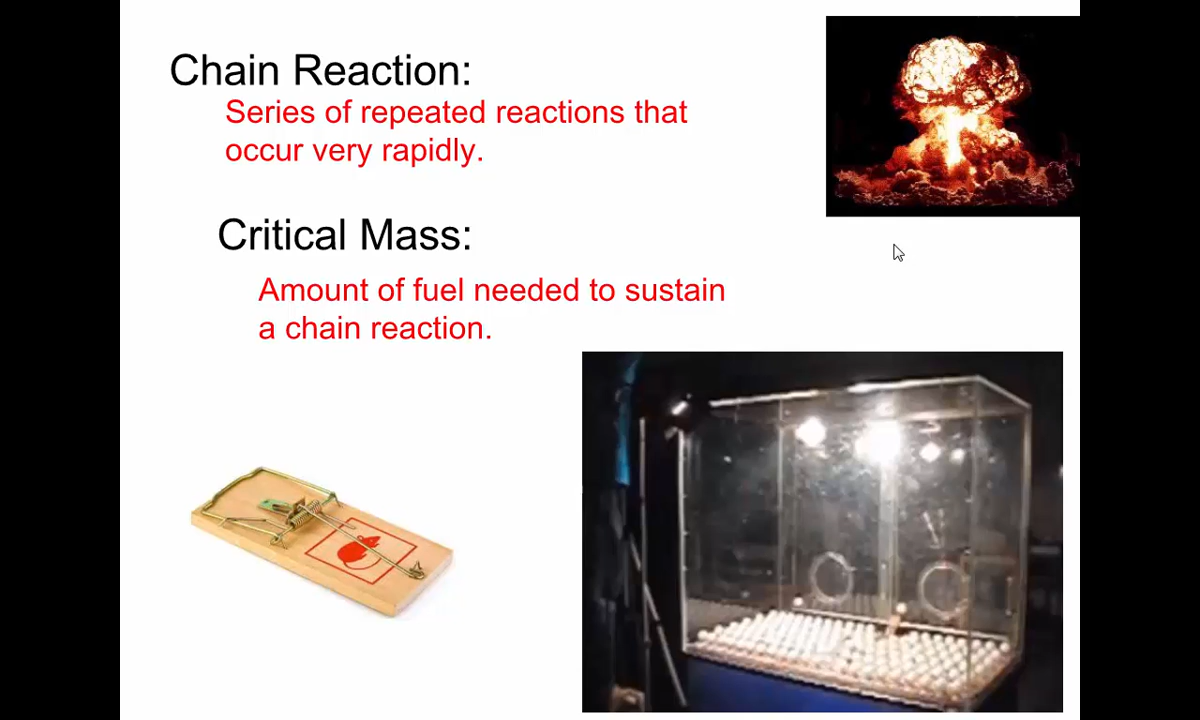 Chain Reaction:
Series of repeated reactions that
occur very rapidly.
Critical Mass:
Amount of fuel needed to sustain
a chain reaction.